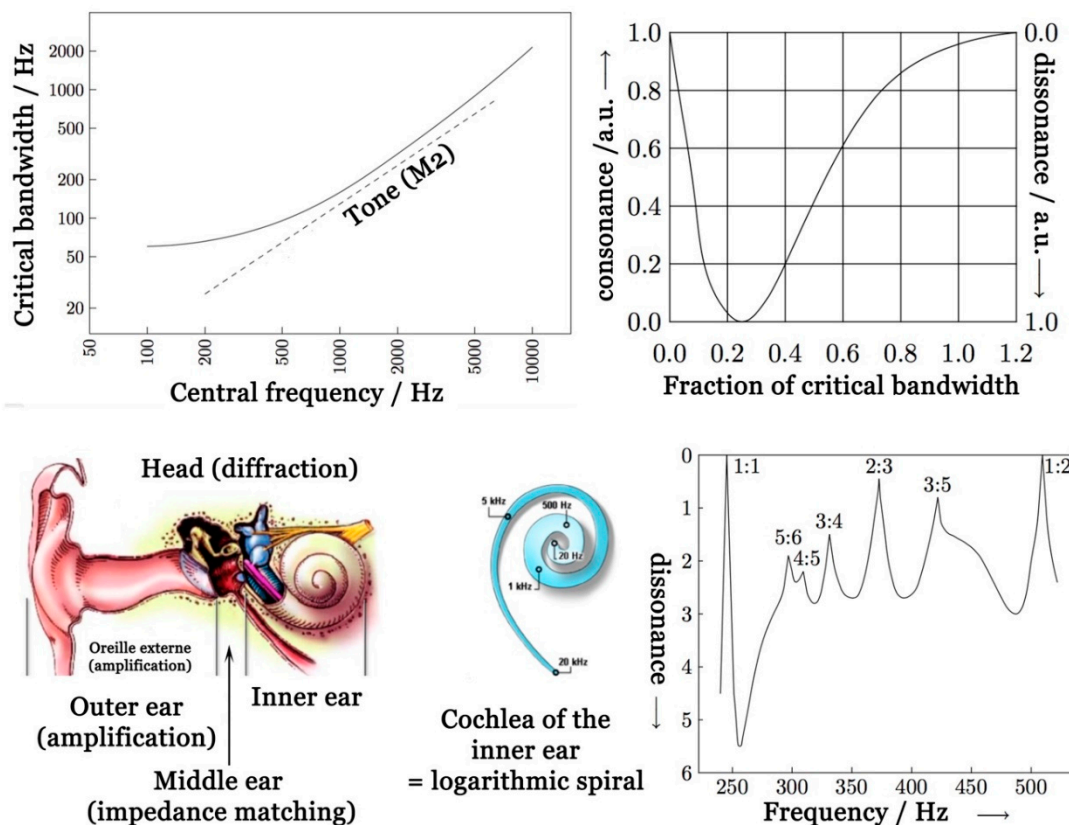 Critical bandwidth / Hz
2000
1000
500
200
100
50
20
Tone (M2)
50
100
200
500
1000
2000
5000
10000
Central frequency / Hz
consonance /a.u. →
1.0
0.8
0.6
0.4
0.2
0.0
0.0
1.0
dissonance / a.u. →
0.0 0.2 0.4 0.6 0.8 1.0 1.2
Fraction of critical bandwidth
Head (diffraction)
Oreille externe
(amplification)
Outer ear
(amplification)
Inner ear
Middle ear
(impedance matching)
5 kHz
500 Hz
20 Hz
1 kHz
20 kHz
Cochlea of the
inner ear
= logarithmic spiral
← dissonance
0
1
2
3
4
5
6
1:1
5:6
4:5
3:4
2:3
3:5
1:2
250 300 350 400 450 500
Frequency / Hz →